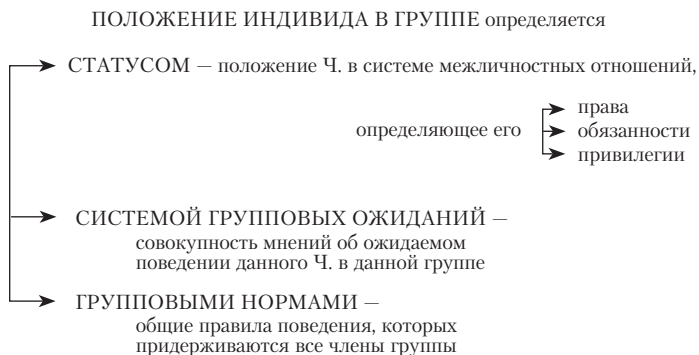 ПОЛОЖЕНИЕ ИНДИВИДА В ГРУППЕ определяется
СТАТУСОМ — положение Ч. в системе межличностных отношений,
определяющее его
права
обязанности
привилегии
СИСТЕМОЙ ГРУППОВЫХ ОЖИДАНИЙ —
совокупность мнений об ожидаемом
поведении данного Ч. в данной группе
ГРУППОВЫМИ НОРМАМИ —
общие правила поведения, которых
придерживаются все члены группы